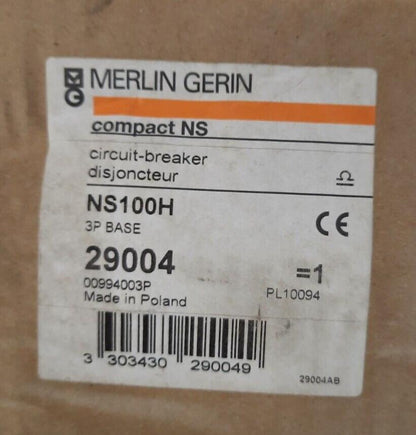 MG MERLIN GERIN
compact NS
circuit-breaker
disjoncteur
NS100H
3P BASE
CE
29004
=1
00994003P
PL10094
Made in Poland
3 303430 290049
29004AB